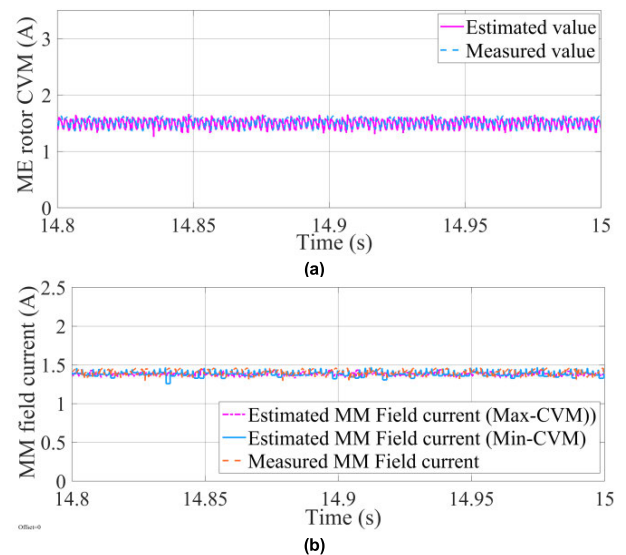 ME rotor CVM (A)
3
2
1
0
Estimated value
Measured value
14.8
14.85
14.9
14.95
15
Time (s)
(a)
MM field current (A)
2.5
2
1.5
1
0.5
0
Estimated MM Field current (Max-CVM))
Estimated MM Field current (Min-CVM)
Measured MM Field current
14.8
14.85
14.9
14.95
15
Time (s)
Offset=0
(b)